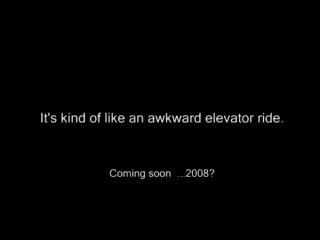 It's kind of like an awkward elevator ride.
Coming soon  ...2008?